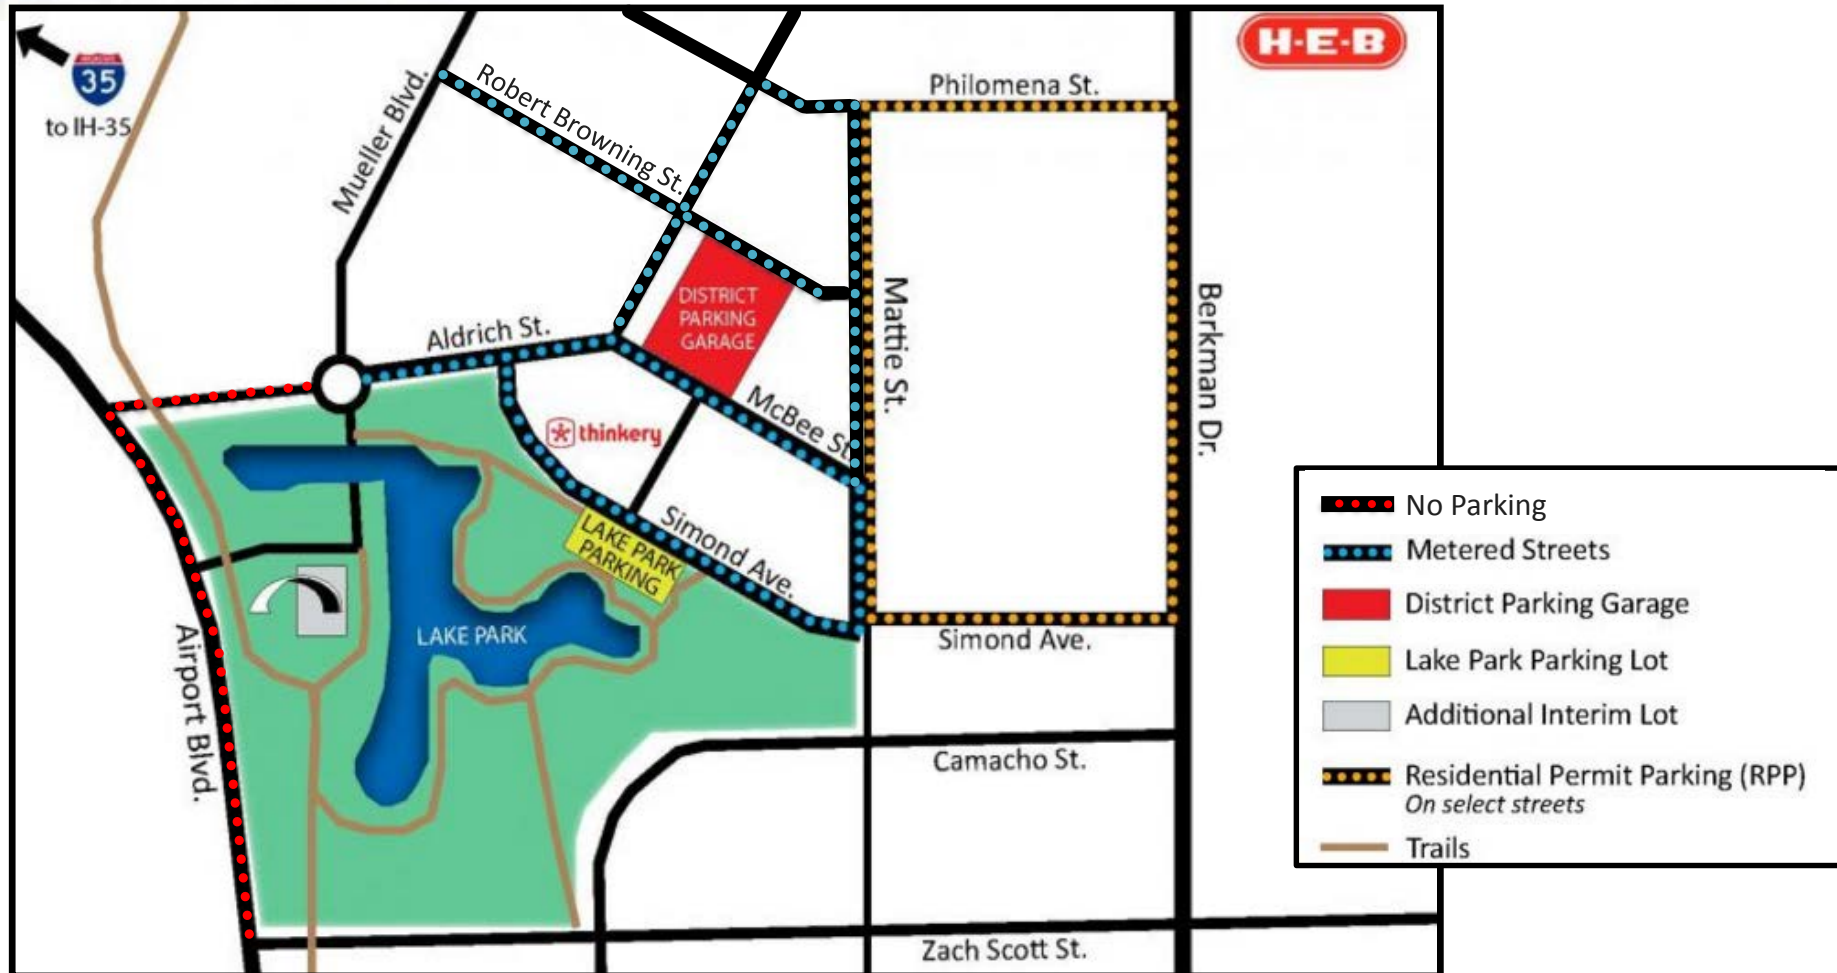 H-E-B
35
to IH-35
Mueller Blvd.
Robert Browning St.
Philomena St.
DISTRICT
PARKING
GARAGE
Mattie St.
Berkman Dr.
Aldrich St.
McBee St.
thinkery
LAKE PARK
PARKING
Simond Ave.
LAKE PARK
Simond Ave.
Airport Blvd.
Camacho St.
Zach Scott St.
No Parking
Metered Streets
District Parking Garage
Lake Park Parking Lot
Additional Interim Lot
Residential Permit Parking (RPP)
On select streets
Trails